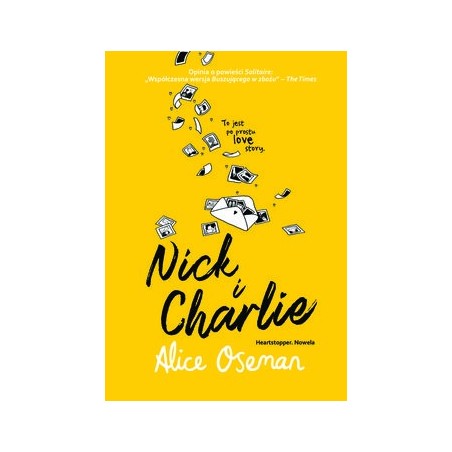 Opinia o powieści Solitaire:
„Współczesna wersja Buszującego w zbożu” – The Times
To jest
po prostu
love
story.
Nick
i
Charlie
Heartstopper. Nowela
Alice Oseman